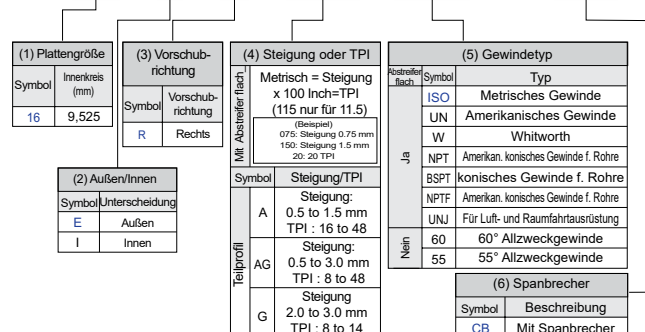 (1) Plattengröße
Symbol
Innenkreis
(mm)
16
9,525
(2) Außen/Innen
Symbol
Unterscheidung
E
Außen
I
Innen
(3) Vorschub-
richtung
Symbol
Vorschub-
richtung
R
Rechts
(4) Steigung oder TPI
Mit Abstreifer flach
Metrisch = Steigung
x 100 Inch=TPI
(115 nur für 11.5)
(Beispiel)
075: Steigung 0.75 mm
150: Steigung 1.5 mm
20: 20 TPI
Symbol
Steigung/TPI
Teilprofil
A
Steigung:
0.5 to 1.5 mm
TPI : 16 to 48
AG
Steigung:
0.5 to 3.0 mm
TPI : 8 to 48
G
Steigung
2.0 to 3.0 mm
TPI : 8 to 14
(5) Gewindetyp
Abstreifer
flach
Symbol
Typ
Ja
ISO
Metrisches Gewinde
UN
Amerikanisches Gewinde
W
Whitworth
NPT
Amerikan. konisches Gewinde f. Rohre
BSPT
konisches Gewinde f. Rohre
NPTF
Amerikan. konisches Gewinde f. Rohre
UNJ
Für Luft- und Raumfahrtausrüstung
Nein
60
60° Allzweckgewinde
55
55° Allzweckgewinde
(6) Spanbrecher
Symbol
Beschreibung
CB
Mit Spanbrecher